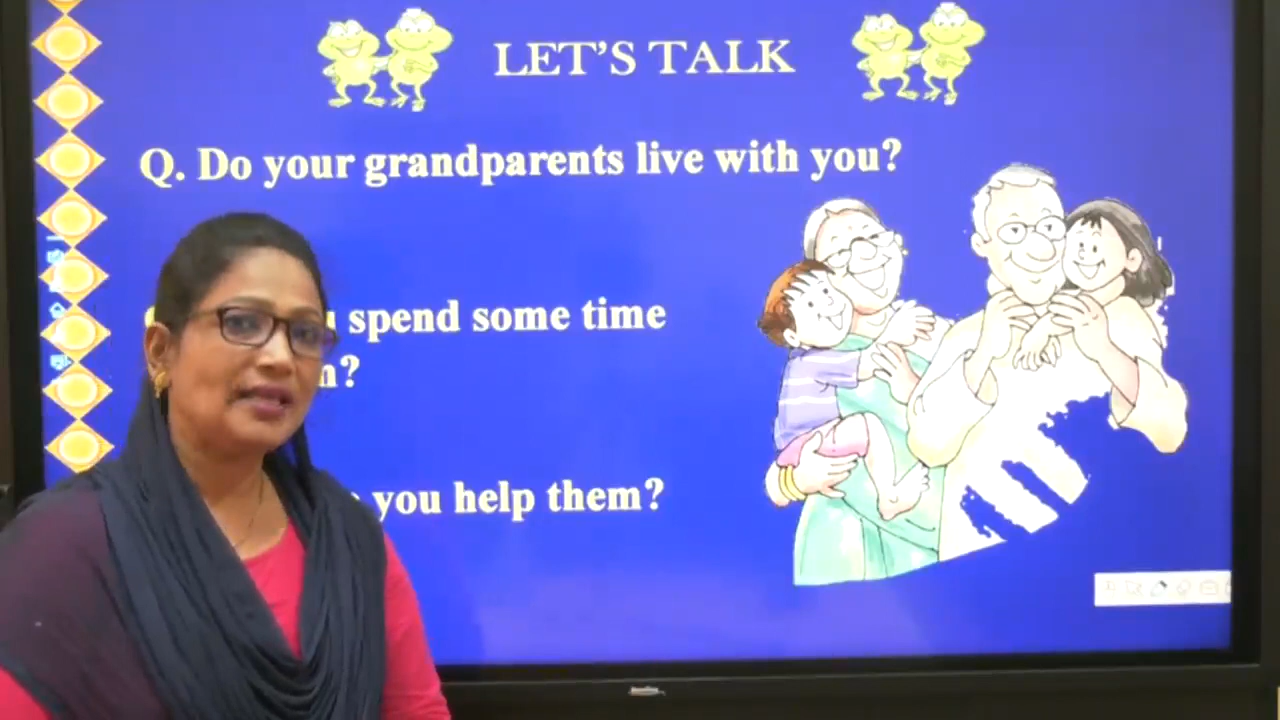 LET'S TALK
Q. Do your grandparents live with you?
spend some time
?
you help them?